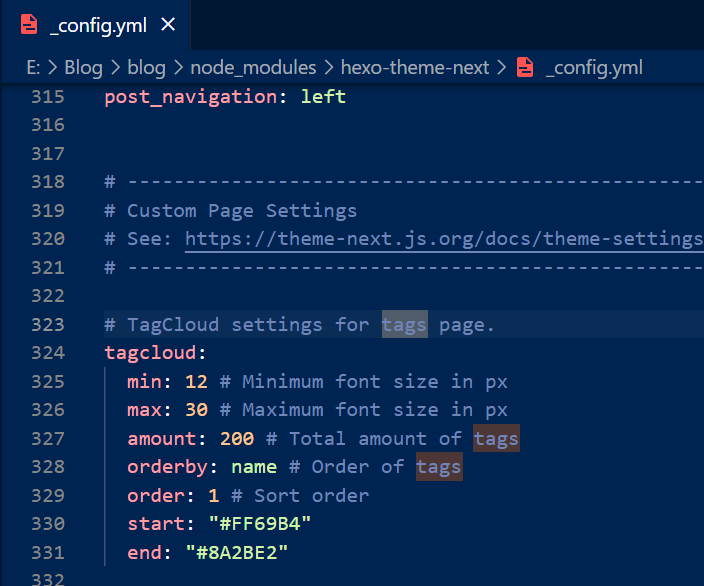 _config.yml ×
E: > Blog > blog > node_modules > hexo-theme-next > _config.yml
315 post_navigation: left
316
317
318 # --------------------------------------------------
319 # Custom Page Settings
320 # See: https://theme-next.js.org/docs/theme-settings
321 # --------------------------------------------------
322
323 # TagCloud settings for tags page.
324 tagcloud:
325   min: 12 # Minimum font size in px
326   max: 30 # Maximum font size in px
327   amount: 200 # Total amount of tags
328   orderby: name # Order of tags
329   order: 1 # Sort order
330   start: "#FF69B4"
331   end: "#8A2BE2"
332